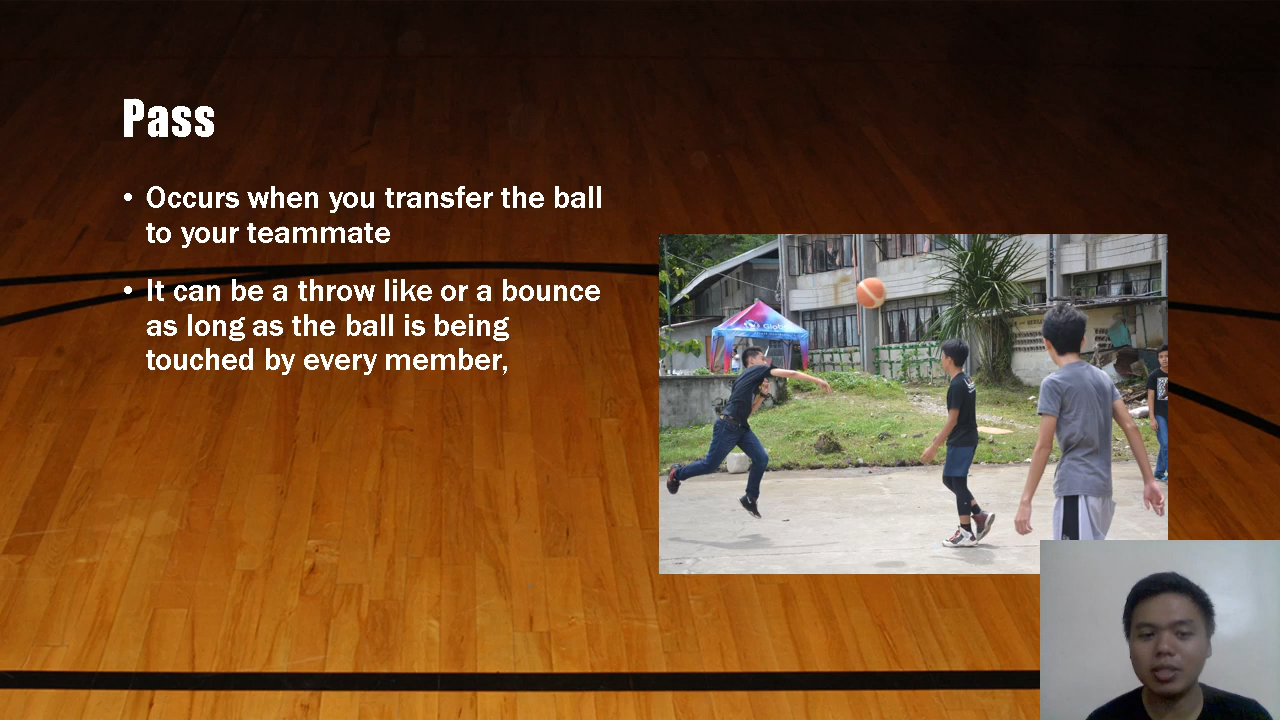 Pass
• Occurs when you transfer the ball
to your teammate
• It can be a throw like or a bounce
as long as the ball is being
touched by every member,
Globe